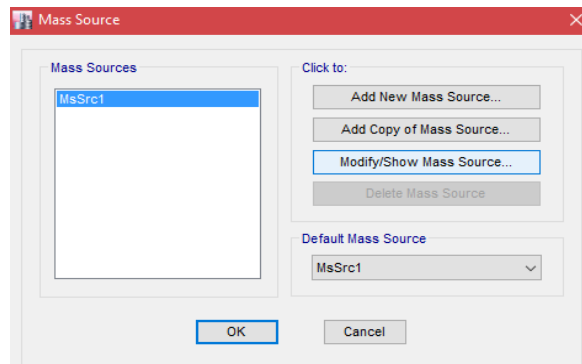 Mass Source
Mass Sources
MsSrc1
Click to:
Add New Mass Source...
Add Copy of Mass Source...
Modify/Show Mass Source...
Delete Mass Source
Default Mass Source
MsSrc1
OK
Cancel